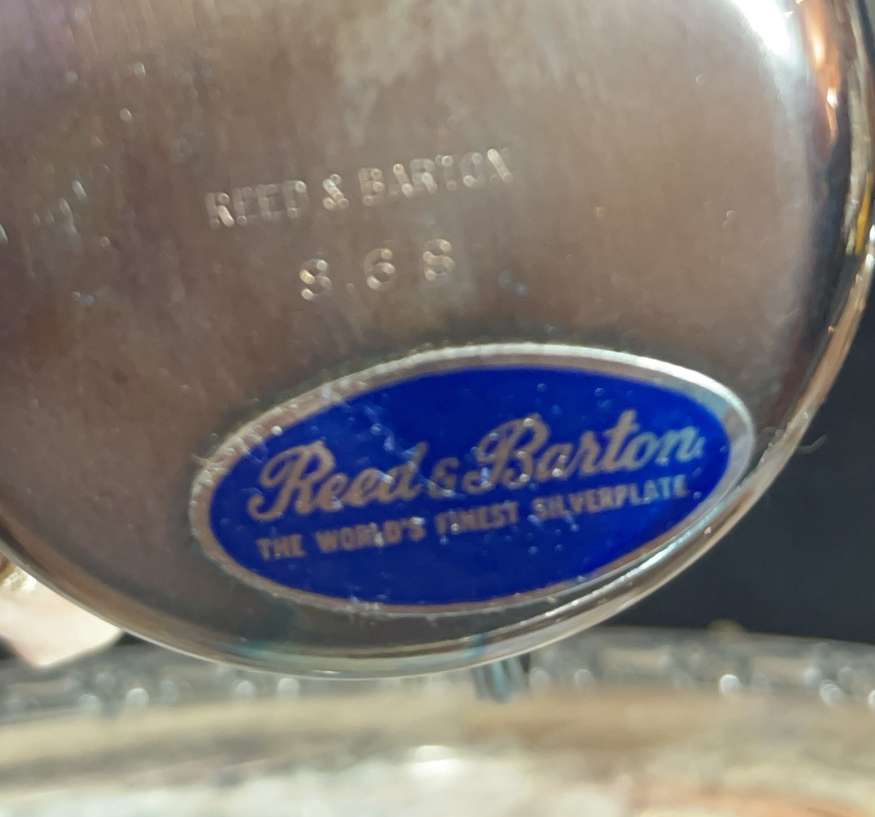 REED & BARTON
868
Reed & Barton
THE WORLD'S FINEST SILVERPLATE